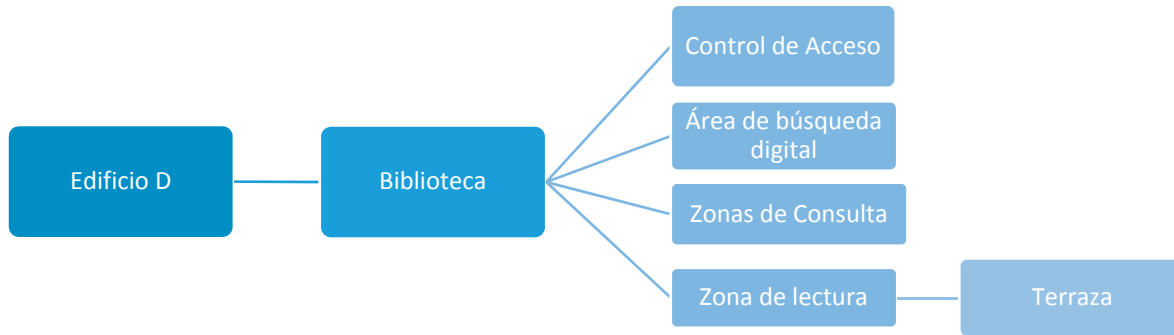 Edificio D
Biblioteca
Control de Acceso
Área de búsqueda
digital
Zonas de Consulta
Zona de lectura
Terraza